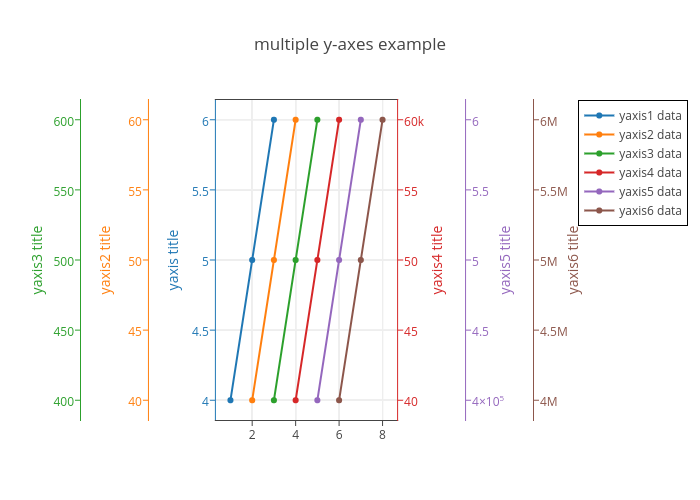 multiple y-axes example
600 60 6 60k 6 6M
550 55 5.5 55 5.5 5.5M
500 50 5 50 5 5M
450 45 4.5 45 4.5 4.5M
400 40 4 40 4×10⁵ 4M
yaxis3 title
yaxis2 title
yaxis title
yaxis4 title
yaxis5 title
yaxis6 title
2 4 6 8
yaxis1 data
yaxis2 data
yaxis3 data
yaxis4 data
yaxis5 data
yaxis6 data